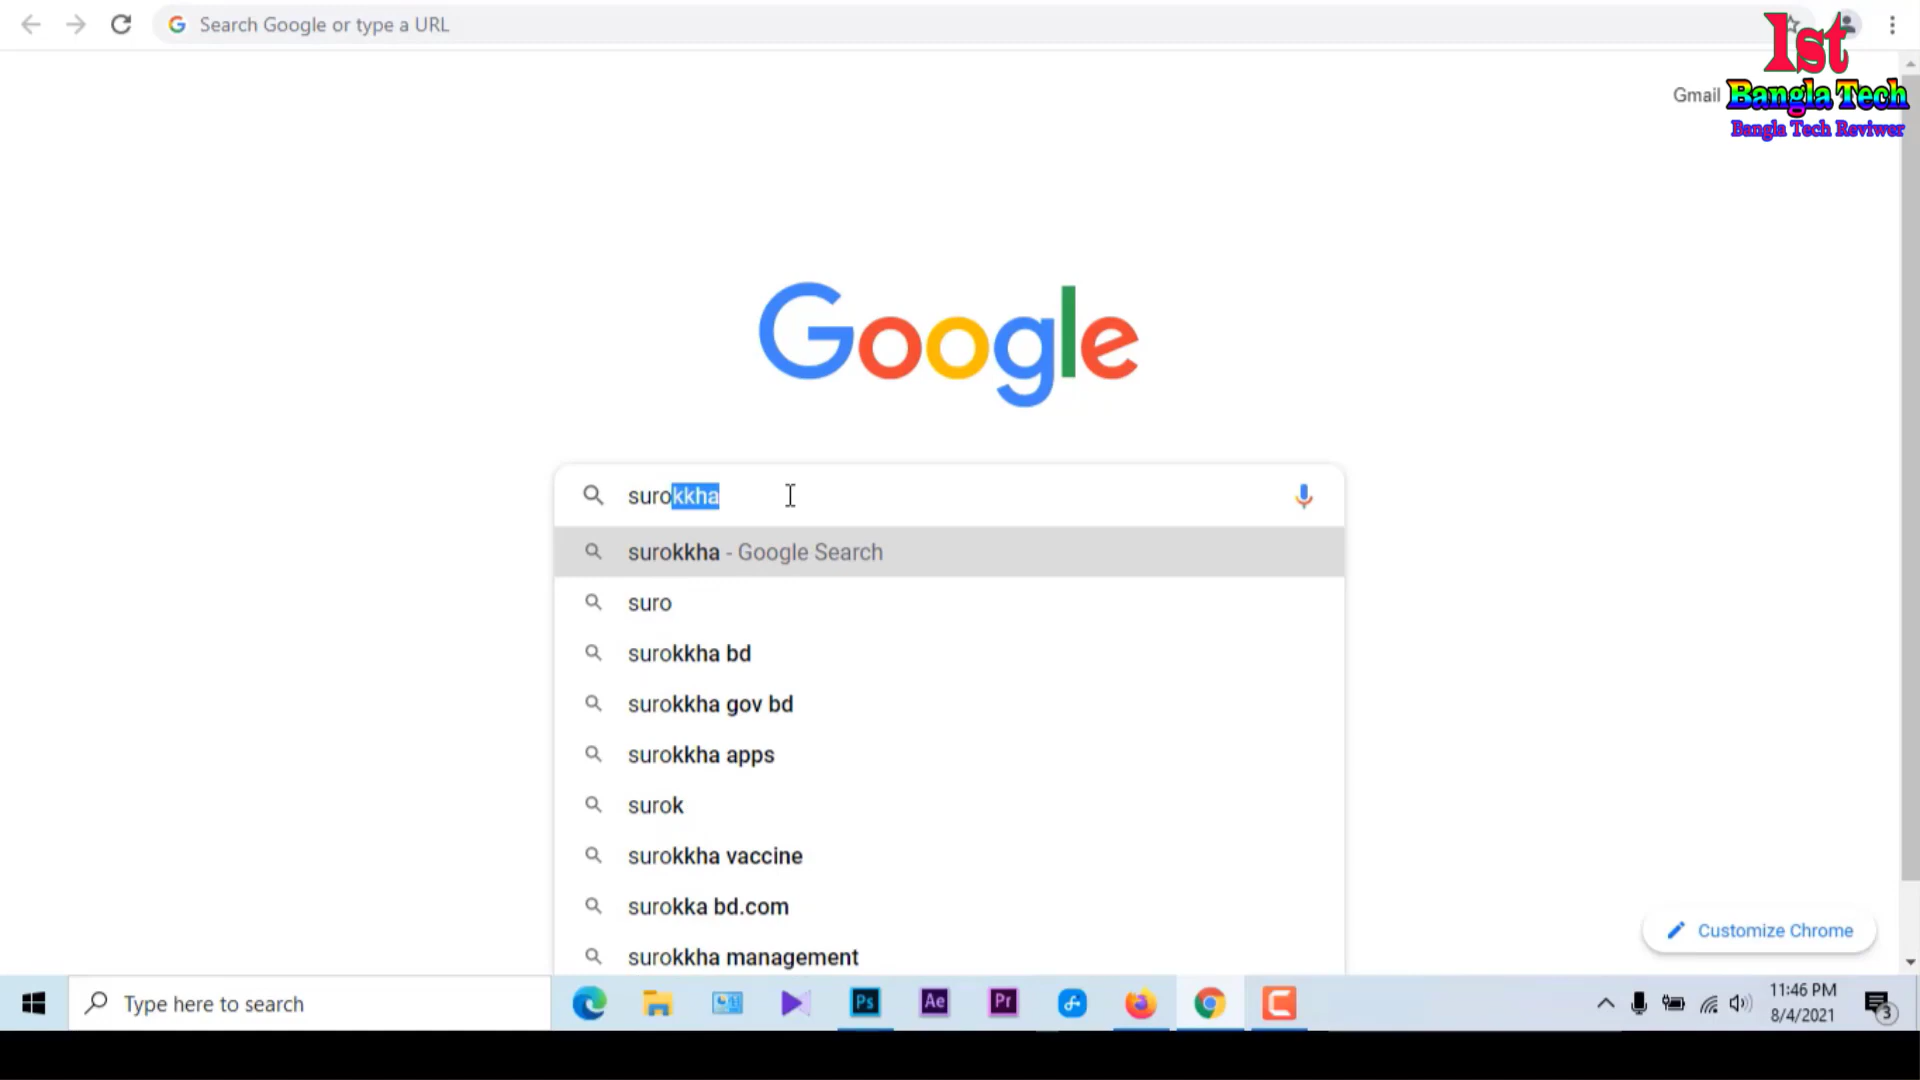 Search Google or type a URL
1st
Gmail
Bangla Tech
Bangla Tech Reviwer
Google
surokkha
surokkha - Google Search
suro
surokkha bd
surokkha gov bd
surokkha apps
surok
surokkha vaccine
surokka bd.com
surokkha management
Customize Chrome
Type here to search
Ps
Ae
Pr
11:46 PM
8/4/2021
3